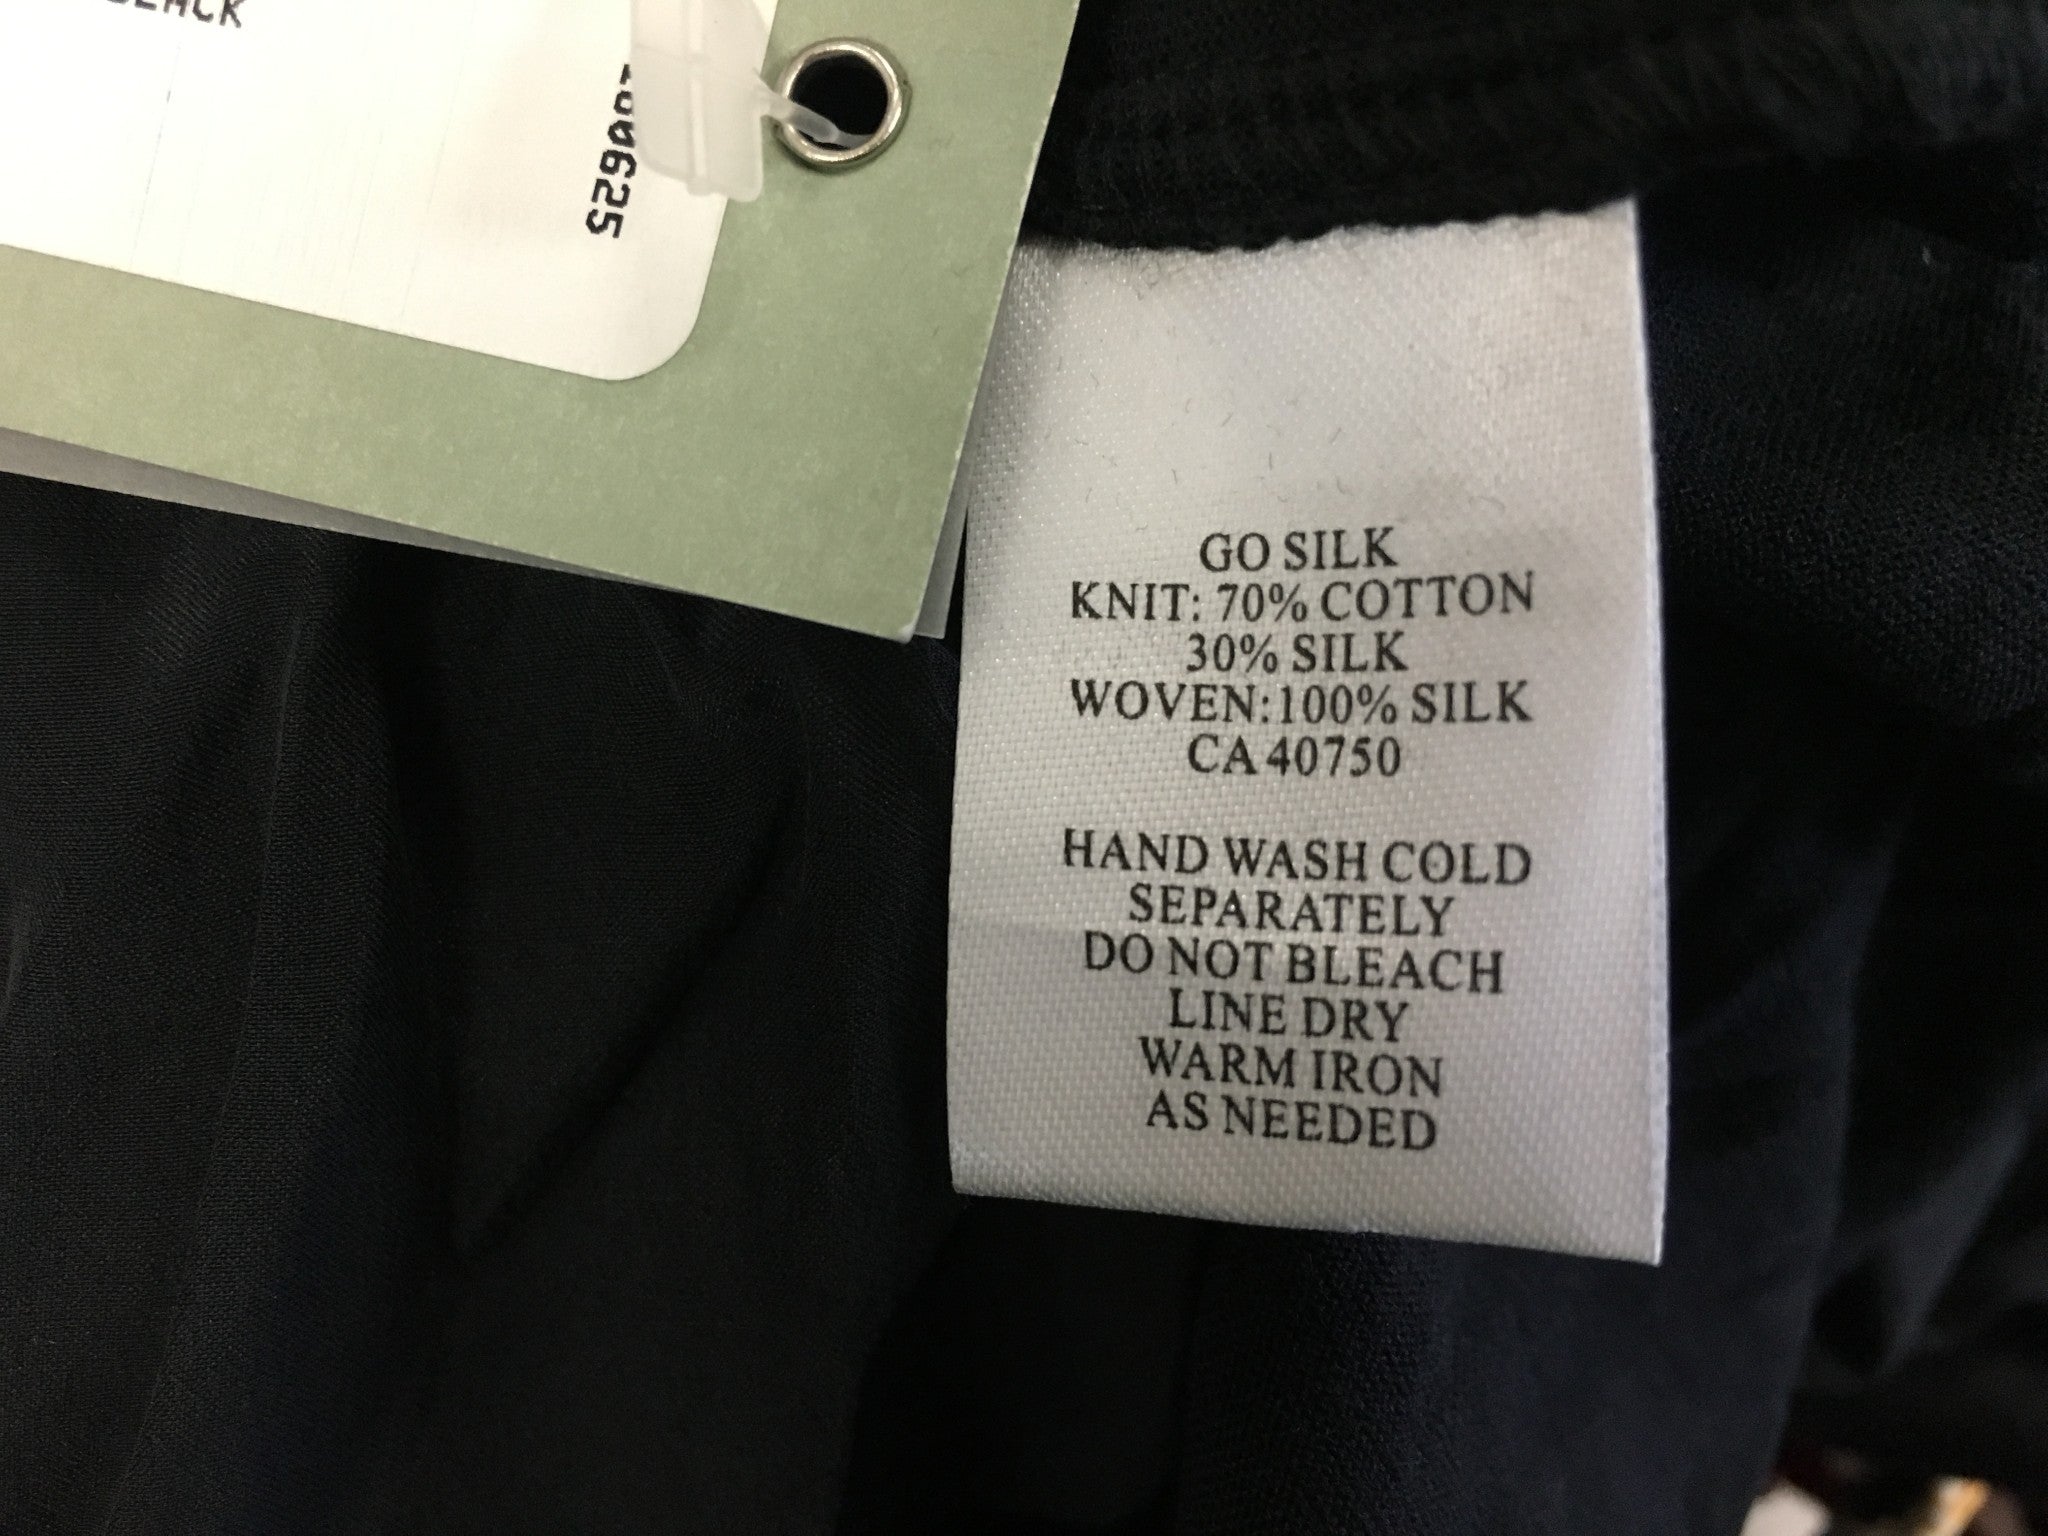 GO SILK
KNIT: 70% COTTON
30% SILK
WOVEN:100% SILK
CA 40750
HAND WASH COLD
SEPARATELY
DO NOT BLEACH
LINE DRY
WARM IRON
AS NEEDED